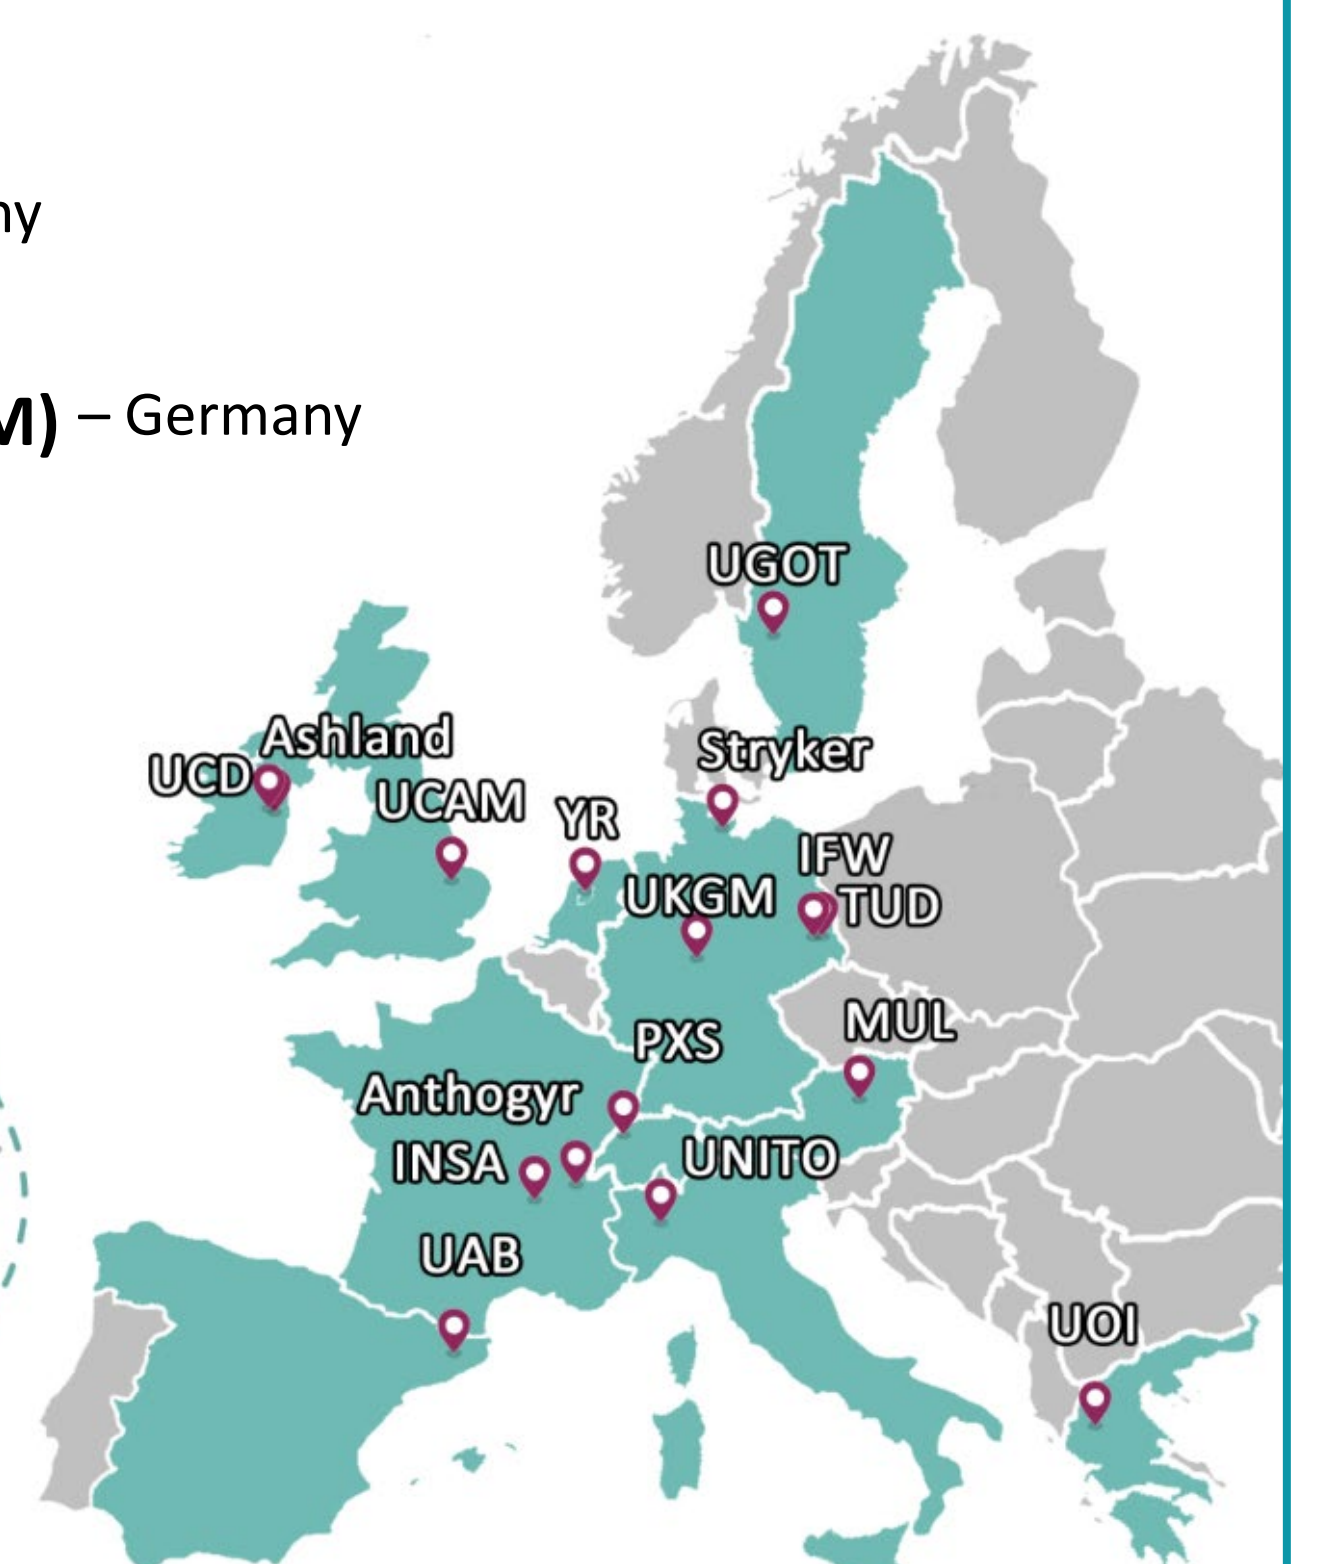 ny
M) – Germany
UGOT
Ashland
Stryker
UCD
UCAM
YR
IFW
UKGM
TUD
MUL
PXS
Anthogyr
INSA
UNITO
UAB
UOI